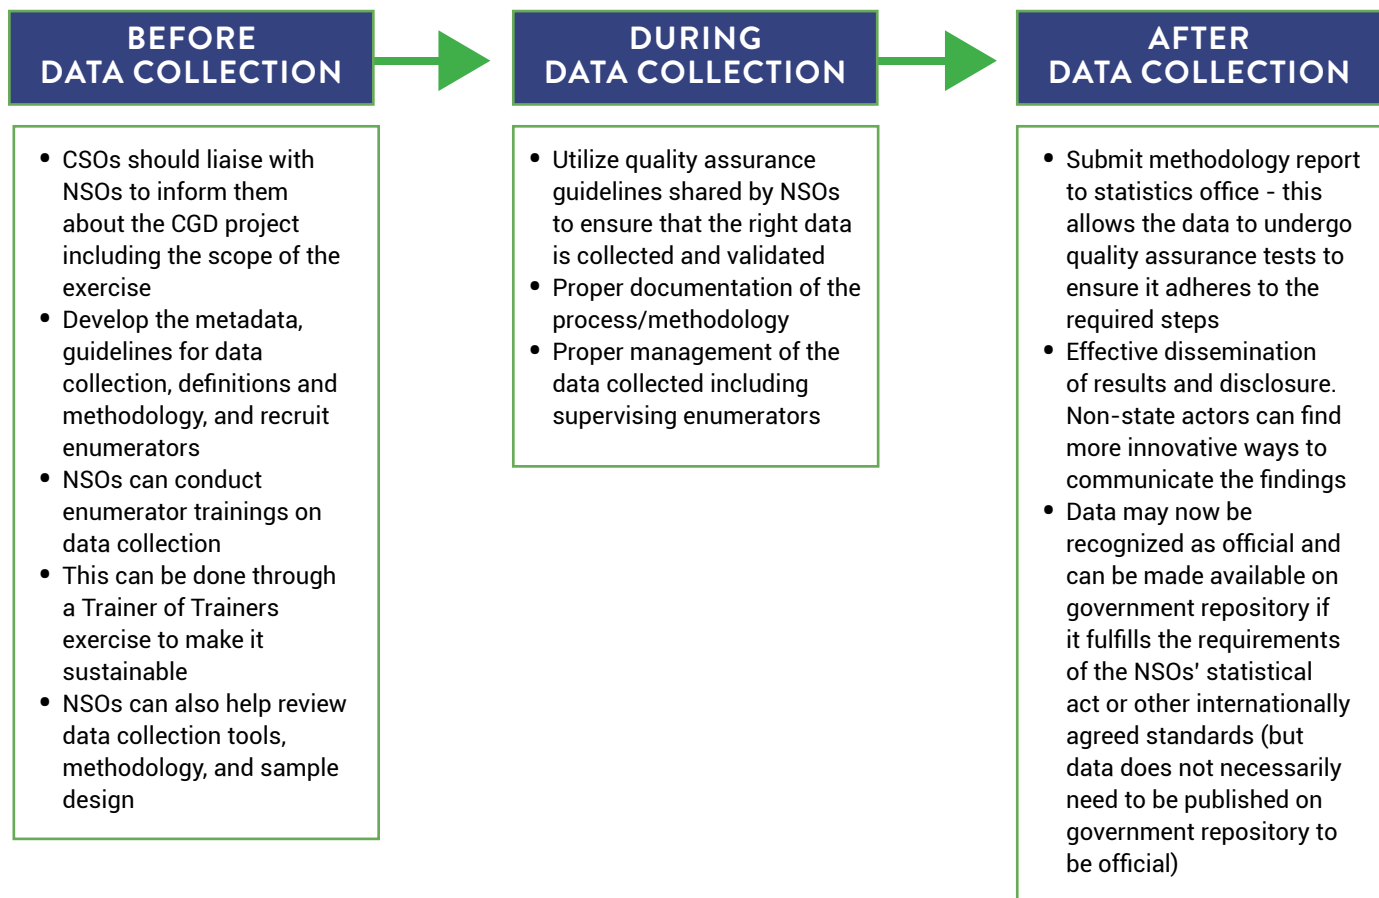 BEFORE
DATA COLLECTION
• CSOs should liaise with
NSOs to inform them
about the CGD project
including the scope of the
exercise
• Develop the metadata,
guidelines for data
collection, definitions and
methodology, and recruit
enumerators
• NSOs can conduct
enumerator trainings on
data collection
• This can be done through
a Trainer of Trainers
exercise to make it
sustainable
• NSOs can also help review
data collection tools,
methodology, and sample
design
DURING
DATA COLLECTION
• Utilize quality assurance
guidelines shared by NSOs
to ensure that the right data
is collected and validated
• Proper documentation of the
process/methodology
• Proper management of the
data collected including
supervising enumerators
AFTER
DATA COLLECTION
• Submit methodology report
to statistics office - this
allows the data to undergo
quality assurance tests to
ensure it adheres to the
required steps
• Effective dissemination
of results and disclosure.
Non-state actors can find
more innovative ways to
communicate the findings
• Data may now be
recognized as official and
can be made available on
government repository if
it fulfills the requirements
of the NSOs' statistical
act or other internationally
agreed standards (but
data does not necessarily
need to be published on
government repository to
be official)